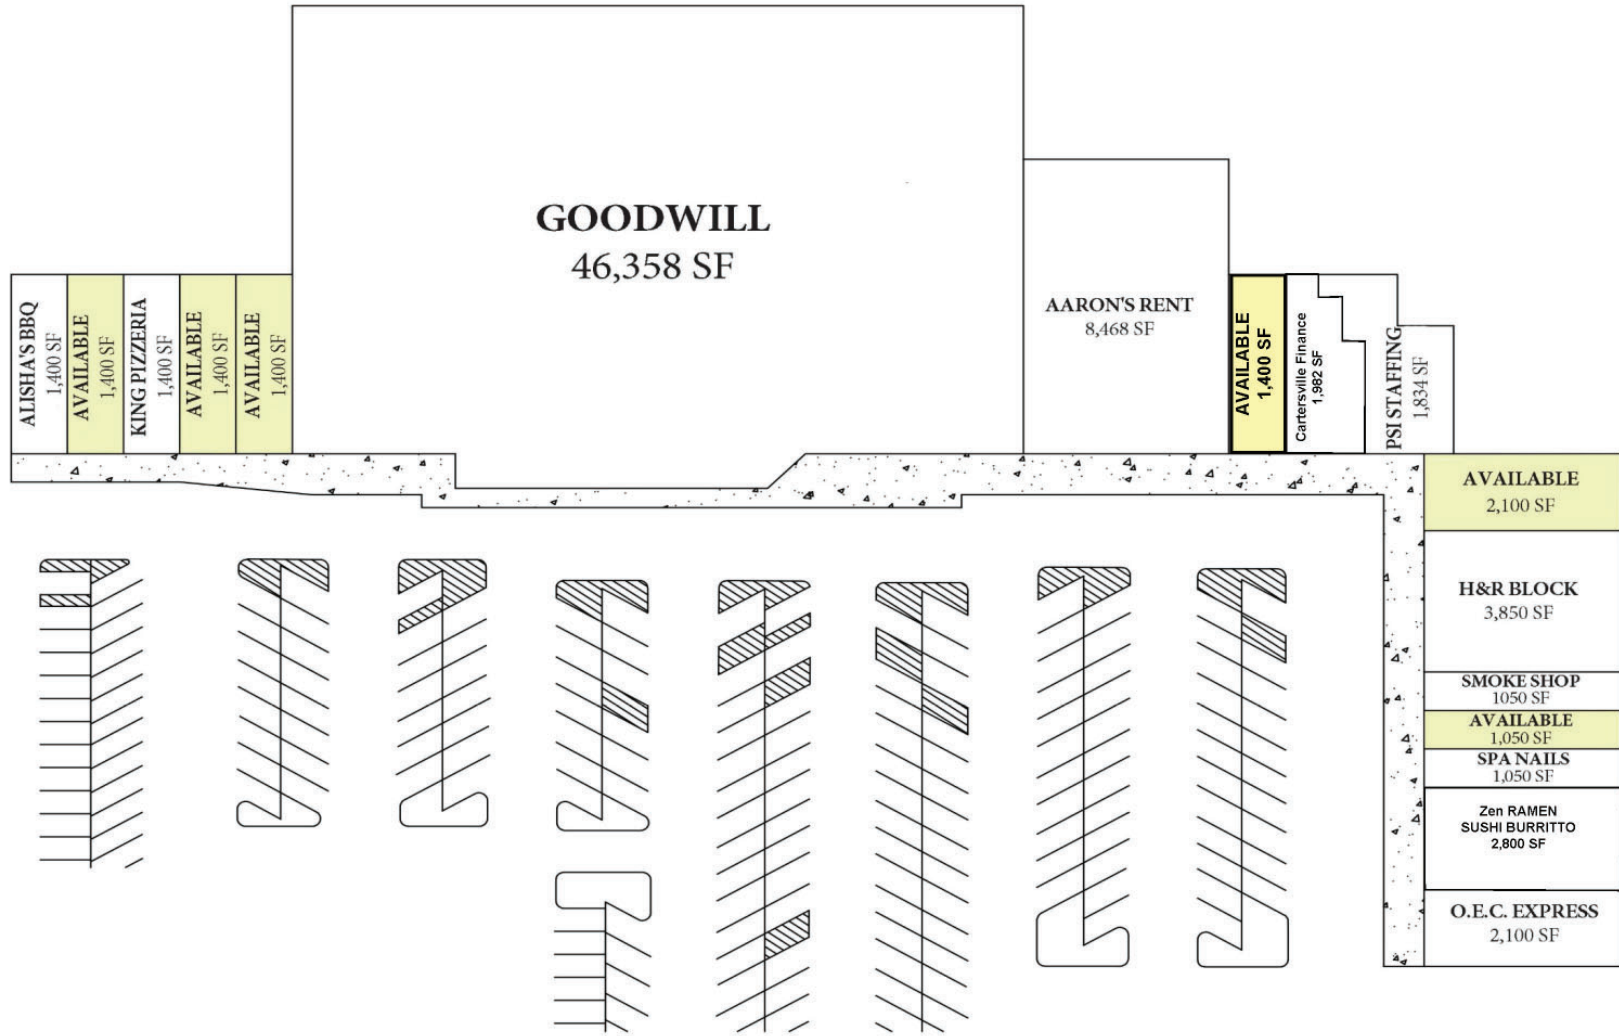 GOODWILL
46,358 SF
ALISHA'S BBQ
1,400 SF
AVAILABLE
1,400 SF
KING PIZZERIA
1,400 SF
AVAILABLE
1,400 SF
AVAILABLE
1,400 SF
AARON'S RENT
8,468 SF
AVAILABLE
1,400 SF
Cartersville Finance
1,982 SF
PSI STAFFING
1,834 SF
AVAILABLE
2,100 SF
H&R BLOCK
3,850 SF
SMOKE SHOP
1050 SF
AVAILABLE
1,050 SF
SPA NAILS
1,050 SF
Zen RAMEN
SUSHI BURRITTO
2,800 SF
O.E.C. EXPRESS
2,100 SF